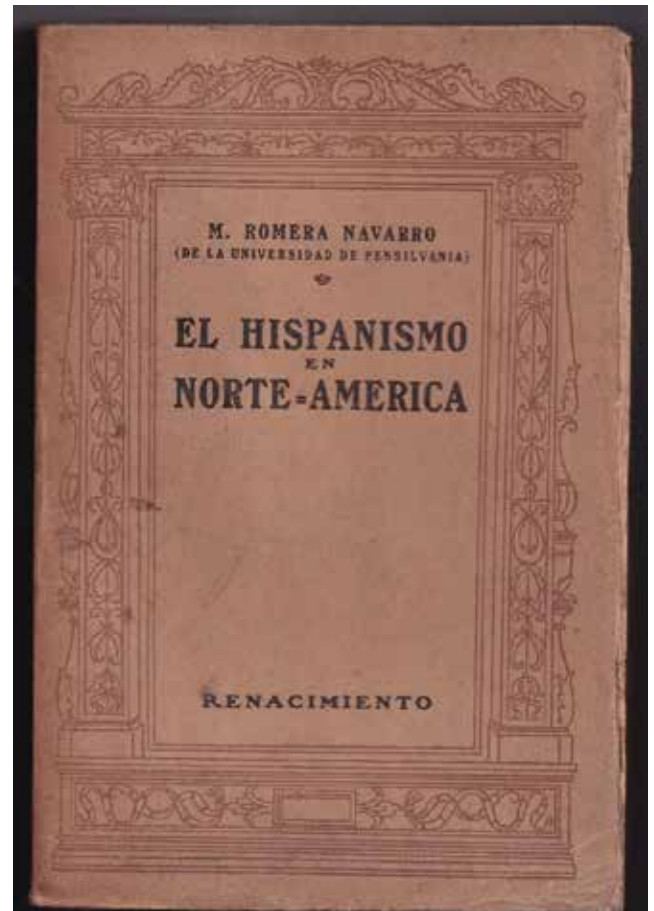 M. ROMERA NAVARRO
(DE LA UNIVERSIDAD DE PENSILVANIA)
EL HISPANISMO
EN
NORTE=AMERICA
RENACIMIENTO